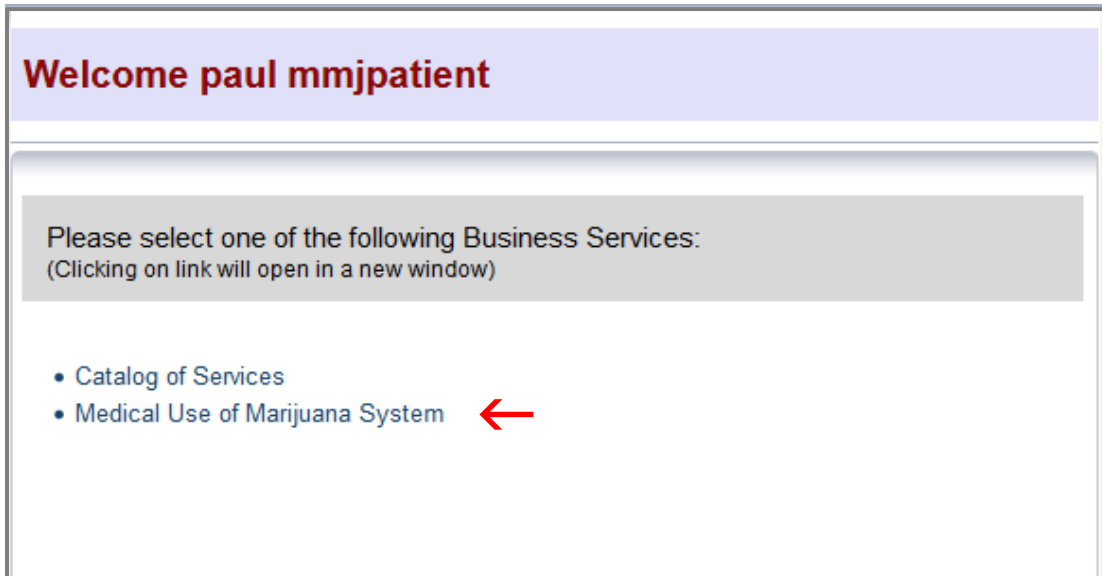 Welcome paul mmjpatient
Please select one of the following Business Services:
(Clicking on link will open in a new window)
• Catalog of Services
• Medical Use of Marijuana System